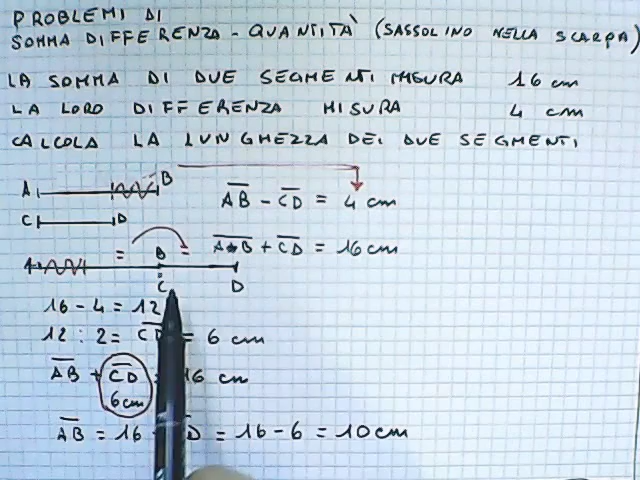 PROBLEMI DI
SOMMA DIFFERENZA - QUANTITÀ (SASSOLINO NELLA SCARPA)
LA SOMMA DI DUE SEGMENTI MISURA 16 cm
LA LORO DIFFERENZA MISURA 4 cm
CALCOLA LA LUNGHEZZA DEI DUE SEGMENTI
A B
AB - CD = 4 cm
C D
= = AB + CD = 16 cm
A B
C D
16 - 4 = 12
12 : 2 = CD = 6 cm
AB + CD = 16 cm
6 cm
AB = 16 - CD = 16 - 6 = 10 cm